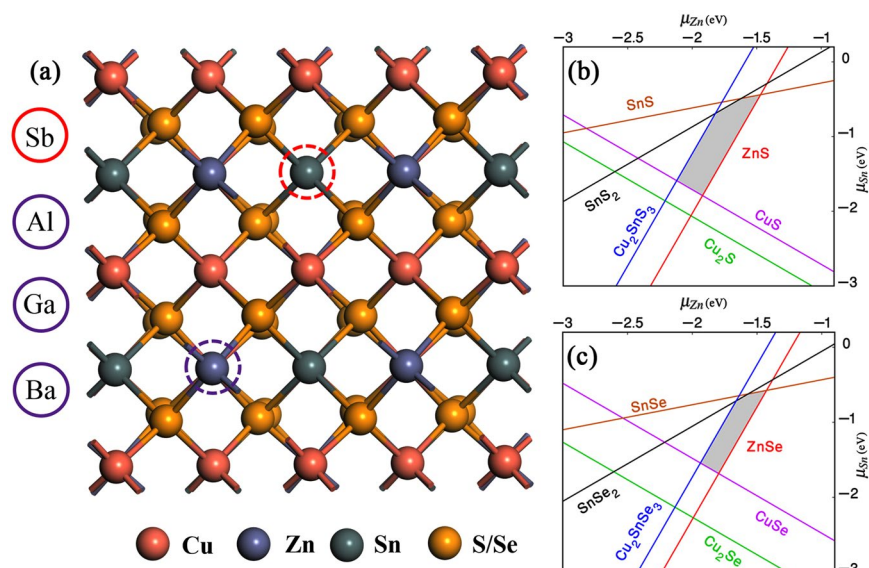 (a)
Sb
Al
Ga
Ba
Cu
Zn
Sn
S/Se
μZn (eV)
−3
−2.5
−2
−1.5
−1
(b)
0
−1
−2
−3
μSn (eV)
SnS
ZnS
SnS₂
Cu₂SnS₃
CuS
Cu₂S
μZn (eV)
−3
−2.5
−2
−1.5
−1
(c)
0
−1
−2
−3
μSn (eV)
SnSe
ZnSe
SnSe₂
Cu₂SnSe₃
CuSe
Cu₂Se